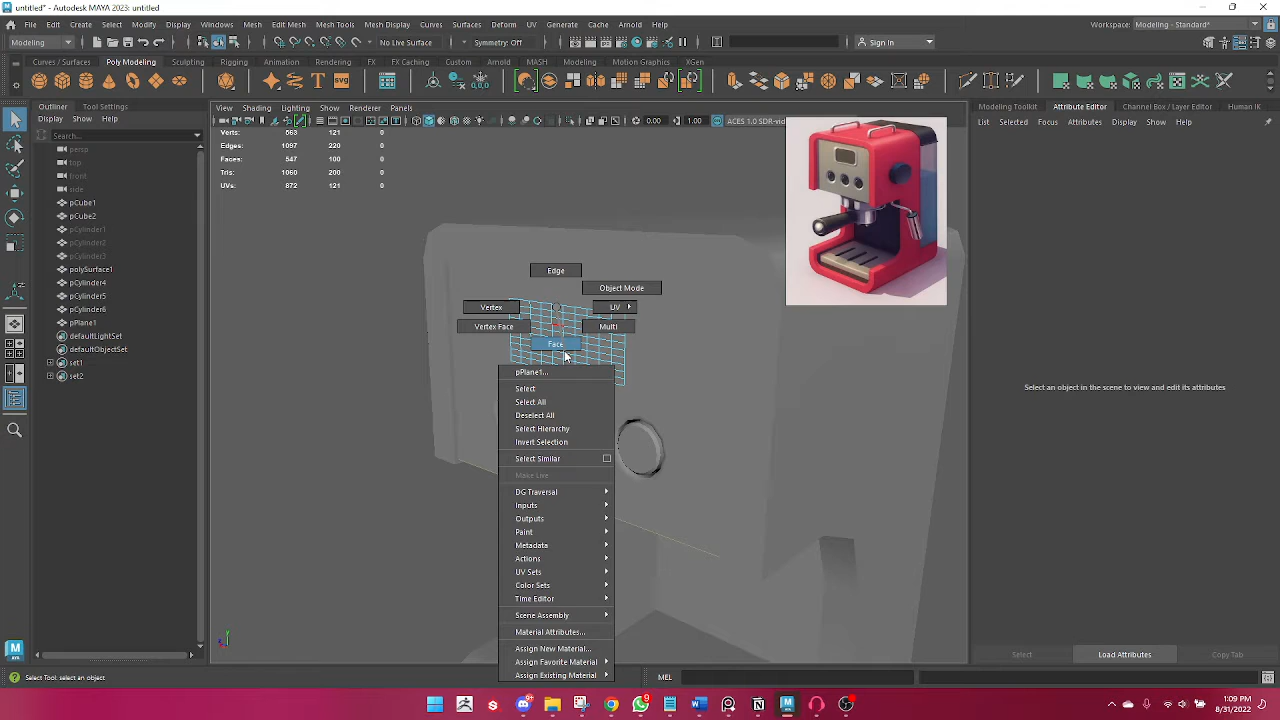 untitled* - Autodesk MAYA 2023: untitled
File Edit Create Select Modify Display Windows Mesh Edit Mesh Mesh Tools Mesh Display Curves Surfaces Deform UV Generate Cache Arnold Help
Workspace: Modeling - Standard*
Modeling No Live Surface Symmetry: Off Sign In
Curves / Surfaces Poly Modeling Sculpting Rigging Animation Rendering FX FX Caching Custom Arnold MASH Modeling Motion Graphics XGen
Outliner Tool Settings
Display Show Help
Search...
persp
top
front
side
pCube1
pCube2
pCylinder1
pCylinder2
pCylinder3
polySurface1
pCylinder4
pCylinder5
pCylinder6
pPlane1
defaultLightSet
defaultObjectSet
set1
set2
View Shading Lighting Show Renderer Panels
0.00 1.00 ACES 1.0 SDR-vid
Verts: 568 121 0
Edges: 1097 220 0
Faces: 547 100 0
Tris: 1060 200 0
UVs: 872 121 0
Edge
Object Mode
Vertex
UV
Vertex Face
Multi
Face
pPlane1...
Select
Select All
Deselect All
Select Hierarchy
Invert Selection
Select Similar
Make Live
DG Traversal
Inputs
Outputs
Paint
Metadata
Actions
UV Sets
Color Sets
Time Editor
Scene Assembly
Material Attributes...
Assign New Material...
Assign Favorite Material
Assign Existing Material
Modeling Toolkit Attribute Editor Channel Box / Layer Editor Human IK
List Selected Focus Attributes Display Show Help
Select an object in the scene to view and edit its attributes
Select Load Attributes Copy Tab
Select Tool: select an object
MEL
9
1:09 PM
8/31/2022